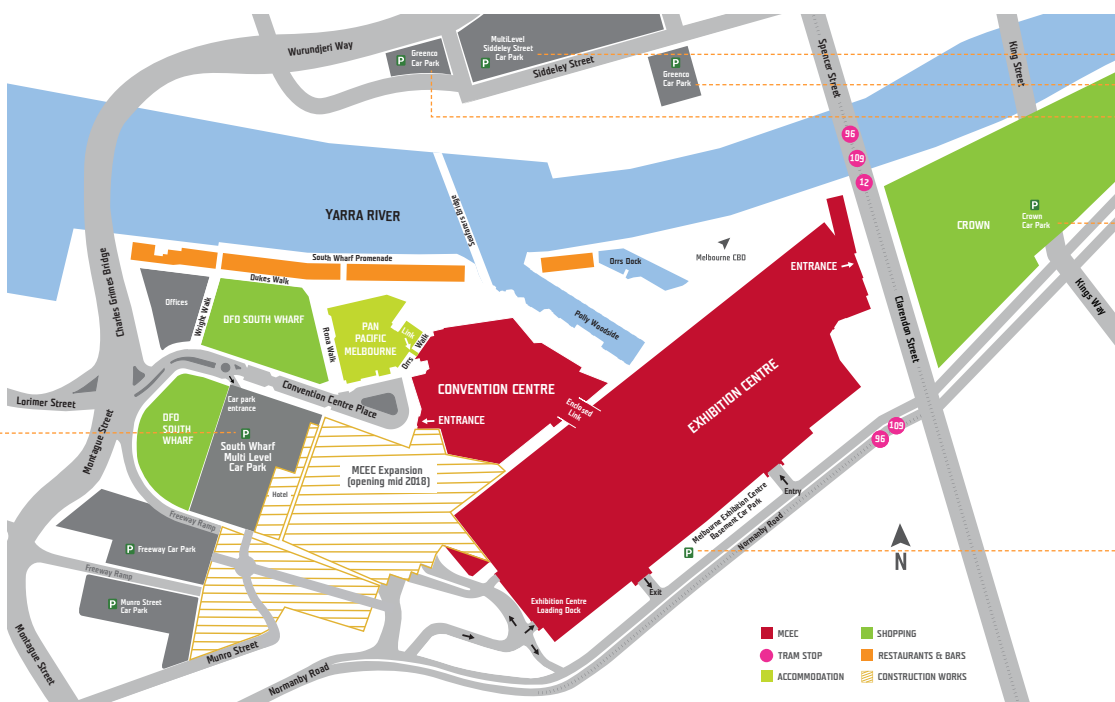 Wurundjeri Way
Greenco
Car Park
P
MultiLevel
Siddeley Street
Car Park
P
Siddeley Street
P
Greenco
Car Park
Spencer Street
King Street
96
109
12
YARRA RIVER
Seafarers Bridge
P
Crown
Car Park
CROWN
Kings Way
Charles Grimes Bridge
South Wharf Promenade
Dukes Walk
Drrs Dock
Melbourne CBD
ENTRANCE
Offices
Wright Walk
DFO SOUTH WHARF
Rona Walk
PAN
PACIFIC
MELBOURNE
Link
Drrs Walk
Polly Woodside
Clarendon Street
CONVENTION CENTRE
ENTRANCE
Enclosed
Link
EXHIBITION CENTRE
Lorimer Street
Montague Street
Car park
entrance
Convention Centre Place
DFO
SOUTH
WHARF
P
South Wharf
Multi Level
Car Park
MCEC Expansion
(opening mid 2018)
Hotel
109
96
Entry
Melbourne Exhibition Centre
Basement Car Park
P
Normanby Road
Freeway Ramp
P Freeway Car Park
Freeway Ramp
P Munro Street
Car Park
Exit
Exhibition Centre
Loading Dock
N
Montague Street
Munro Street
Normanby Road
MCEC
SHOPPING
TRAM STOP
RESTAURANTS & BARS
ACCOMMODATION
CONSTRUCTION WORKS